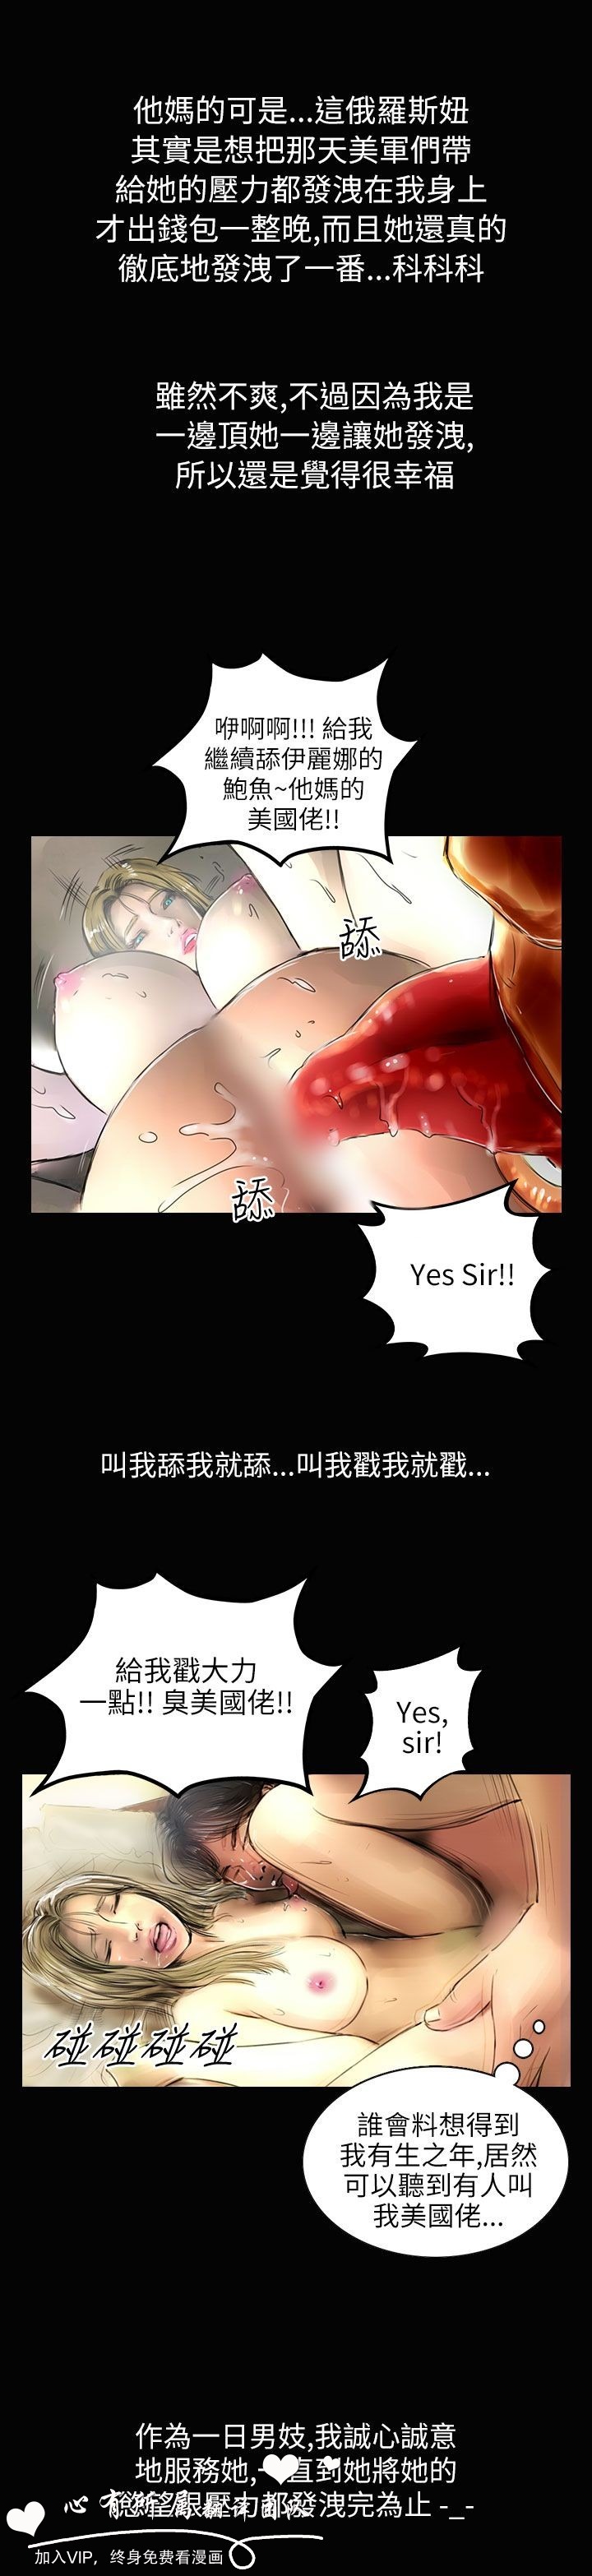 他媽的可是...這俄羅斯妞
其實是想把那天美軍們帶
給她的壓力都發洩在我身上
才出錢包一整晚,而且她還真的
徹底地發洩了一番...科科科
雖然不爽,不過因為我是
一邊頂她一邊讓她發洩,
所以還是覺得很幸福
咿啊啊!!! 給我
繼續舔伊麗娜的
鮑魚~他媽的
美國佬!!
舔
舔
Yes Sir!!
叫我舔我就舔...叫我戳我就戳...
給我戳大力
一點!! 臭美國佬!!
Yes,
sir!
碰碰碰碰
誰會料想得到
我有生之年,居然
可以聽到有人叫
我美國佬...
作為一日男妓,我誠心誠意
地服務她,一直到她將她的
慾望跟壓力都發洩完為止 -_-
加入VIP，终身免费看漫画